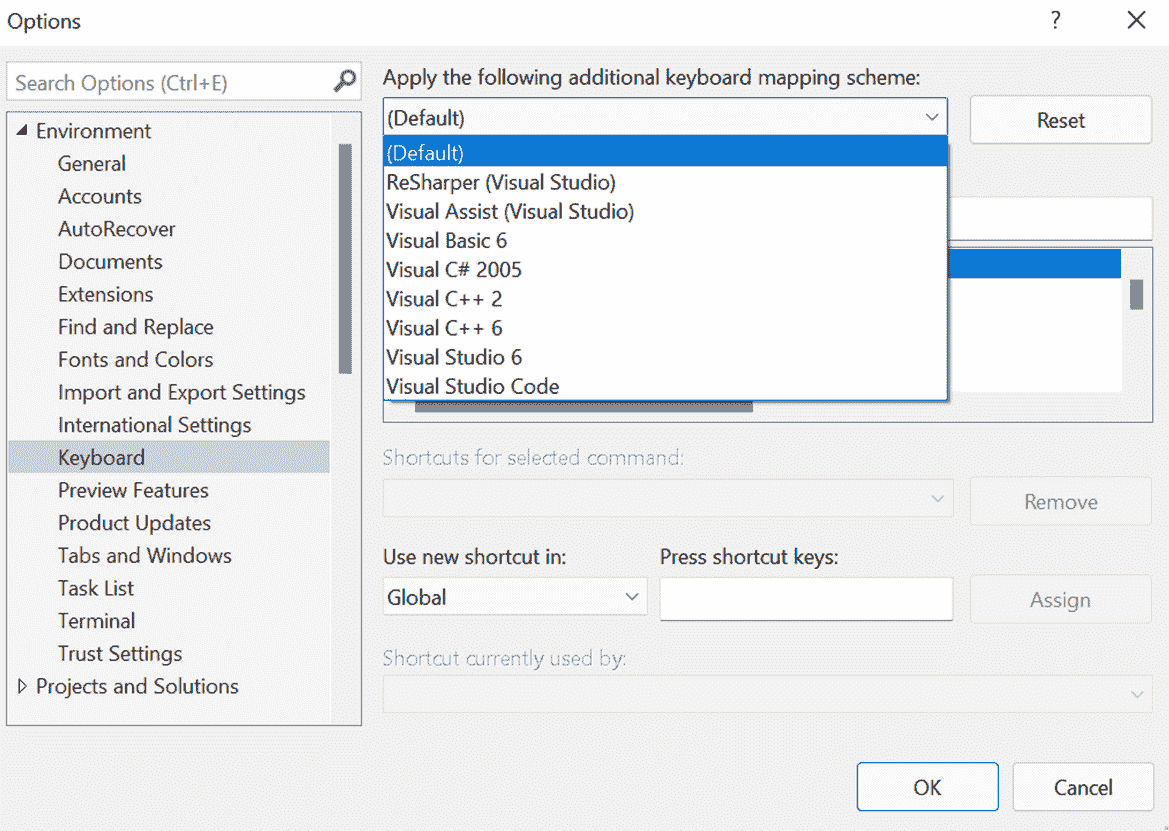 Options
?
Search Options (Ctrl+E)
Environment
General
Accounts
AutoRecover
Documents
Extensions
Find and Replace
Fonts and Colors
Import and Export Settings
International Settings
Keyboard
Preview Features
Product Updates
Tabs and Windows
Task List
Terminal
Trust Settings
Projects and Solutions
Apply the following additional keyboard mapping scheme:
(Default)
Reset
(Default)
ReSharper (Visual Studio)
Visual Assist (Visual Studio)
Visual Basic 6
Visual C# 2005
Visual C++ 2
Visual C++ 6
Visual Studio 6
Visual Studio Code
Shortcuts for selected command:
Remove
Use new shortcut in:
Press shortcut keys:
Global
Assign
Shortcut currently used by:
OK
Cancel